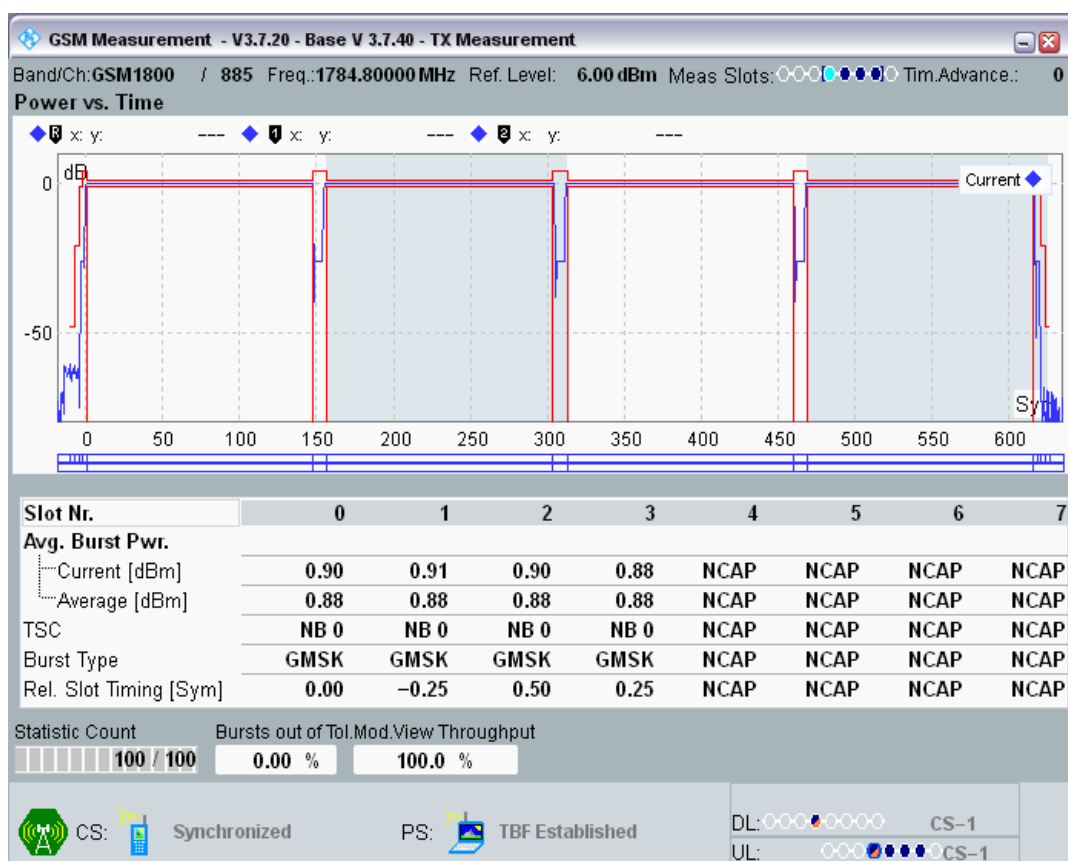 GSM Measurement - V3.7.20 - Base V 3.7.40 - TX Measurement
Band/Ch:GSM1800 / 885 Freq.:1784.80000 MHz Ref. Level: 6.00 dBm Meas Slots: Tim.Advance.: 0
Power vs. Time
R x: y: --- 1 x: y: --- 2 x: y: ---
dB
Current
0
-50
Sym
0 50 100 150 200 250 300 350 400 450 500 550 600
Slot Nr. 0 1 2 3 4 5 6 7
Avg. Burst Pwr.
Current [dBm] 0.90 0.91 0.90 0.88 NCAP NCAP NCAP NCAP
Average [dBm] 0.88 0.88 0.88 0.88 NCAP NCAP NCAP NCAP
TSC NB 0 NB 0 NB 0 NB 0 NCAP NCAP NCAP NCAP
Burst Type GMSK GMSK GMSK GMSK NCAP NCAP NCAP NCAP
Rel. Slot Timing [Sym] 0.00 −0.25 0.50 0.25 NCAP NCAP NCAP NCAP
Statistic Count Bursts out of Tol. Mod.View Throughput
100 / 100 0.00 % 100.0 %
CS: Synchronized PS: TBF Established DL: CS−1
UL: CS−1